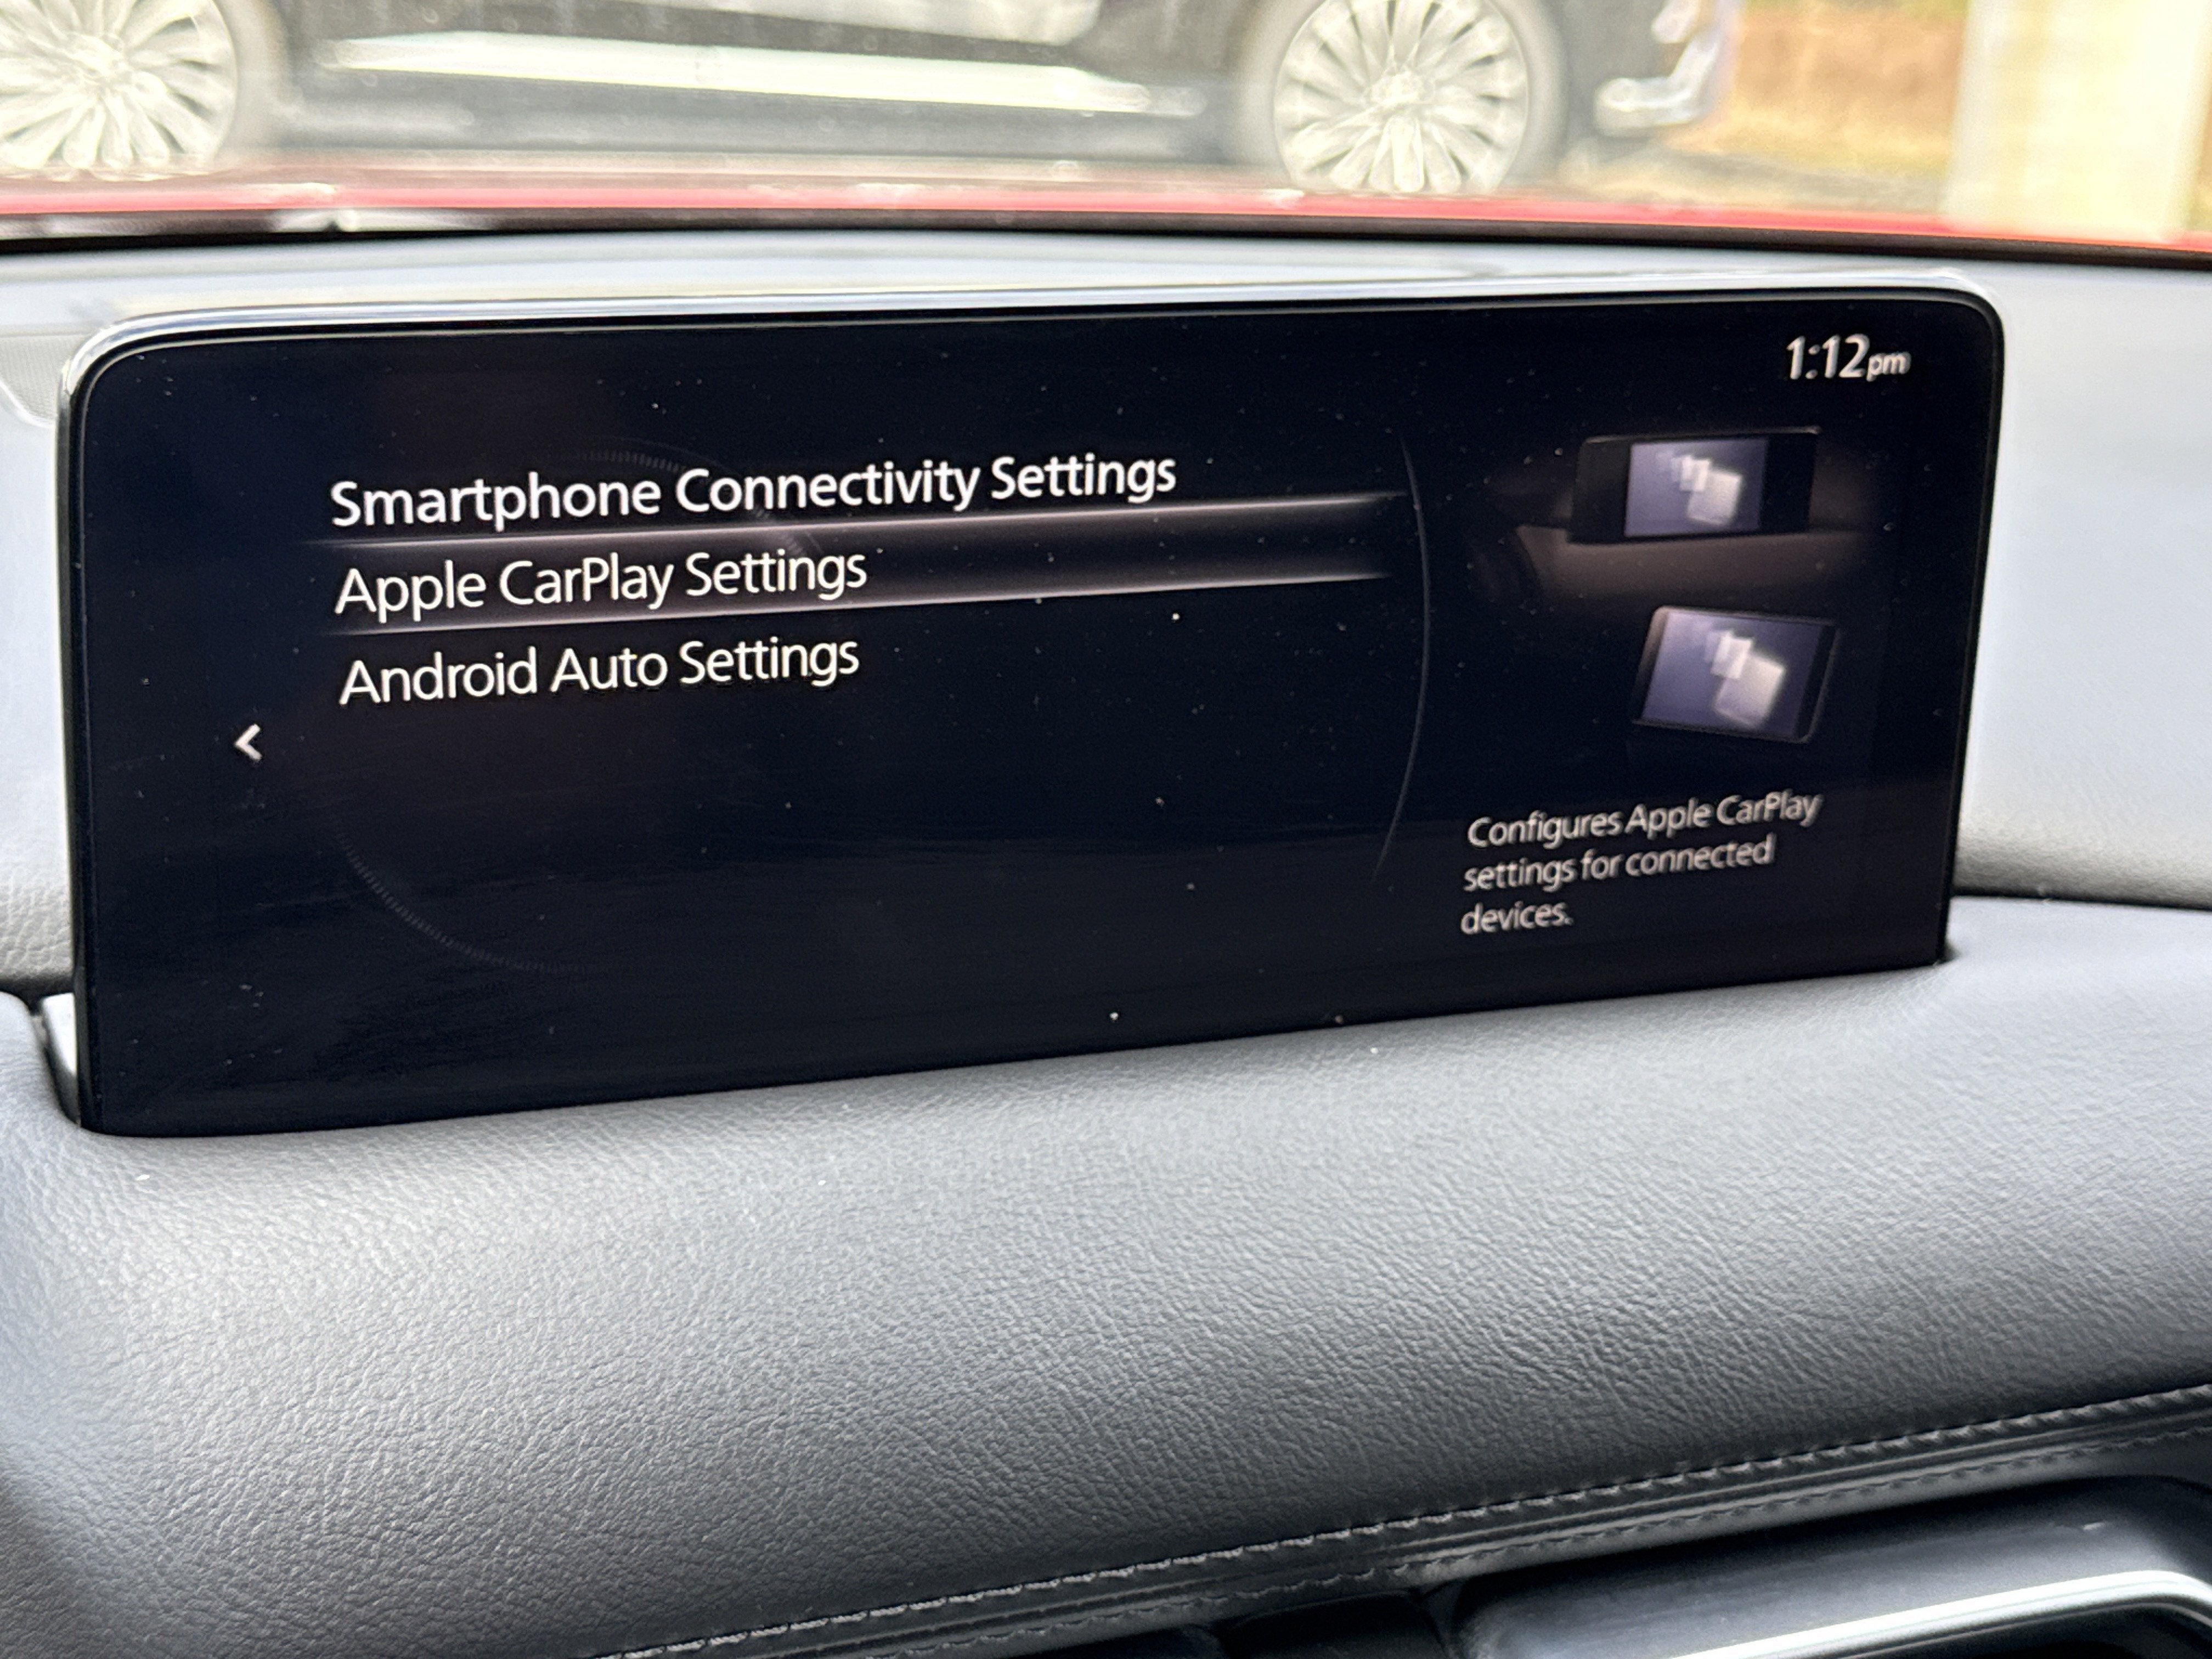 1:12pm
Smartphone Connectivity Settings
Apple CarPlay Settings
Android Auto Settings
Configures Apple CarPlay
settings for connected
devices.